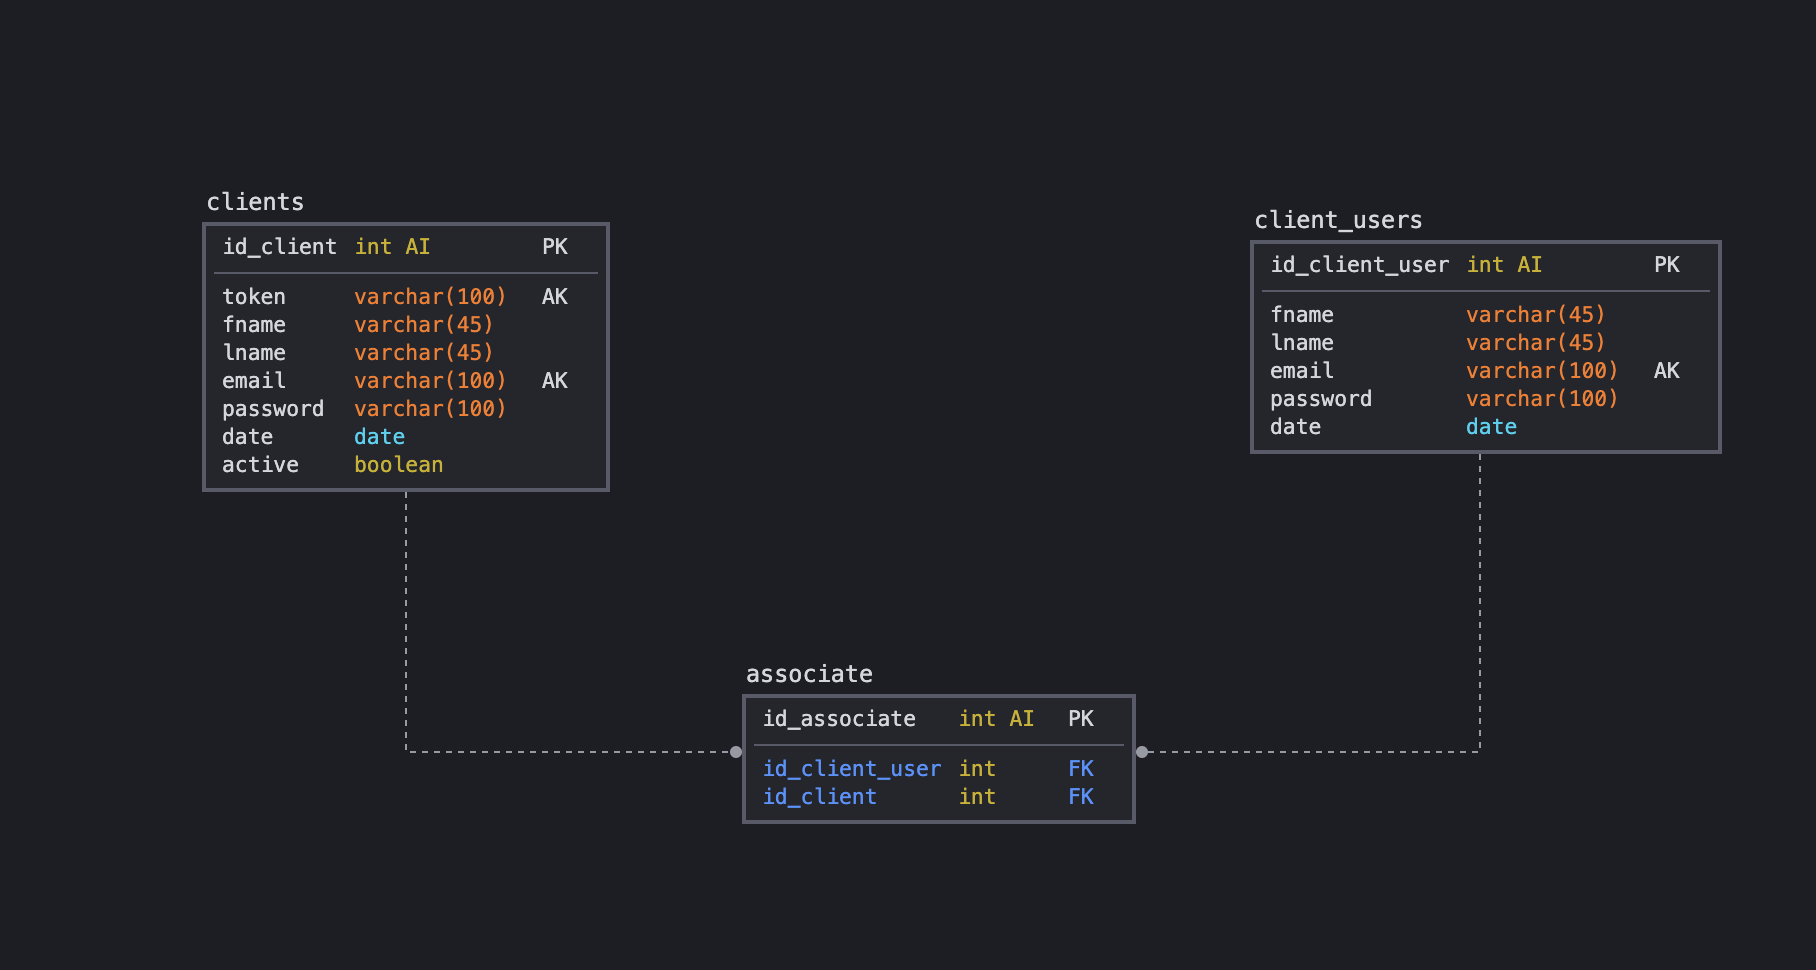 clients
id_client int AI PK
token varchar(100) AK
fname varchar(45)
lname varchar(45)
email varchar(100) AK
password varchar(100)
date date
active boolean
client_users
id_client_user int AI PK
fname varchar(45)
lname varchar(45)
email varchar(100) AK
password varchar(100)
date date
associate
id_associate int AI PK
id_client_user int FK
id_client int FK